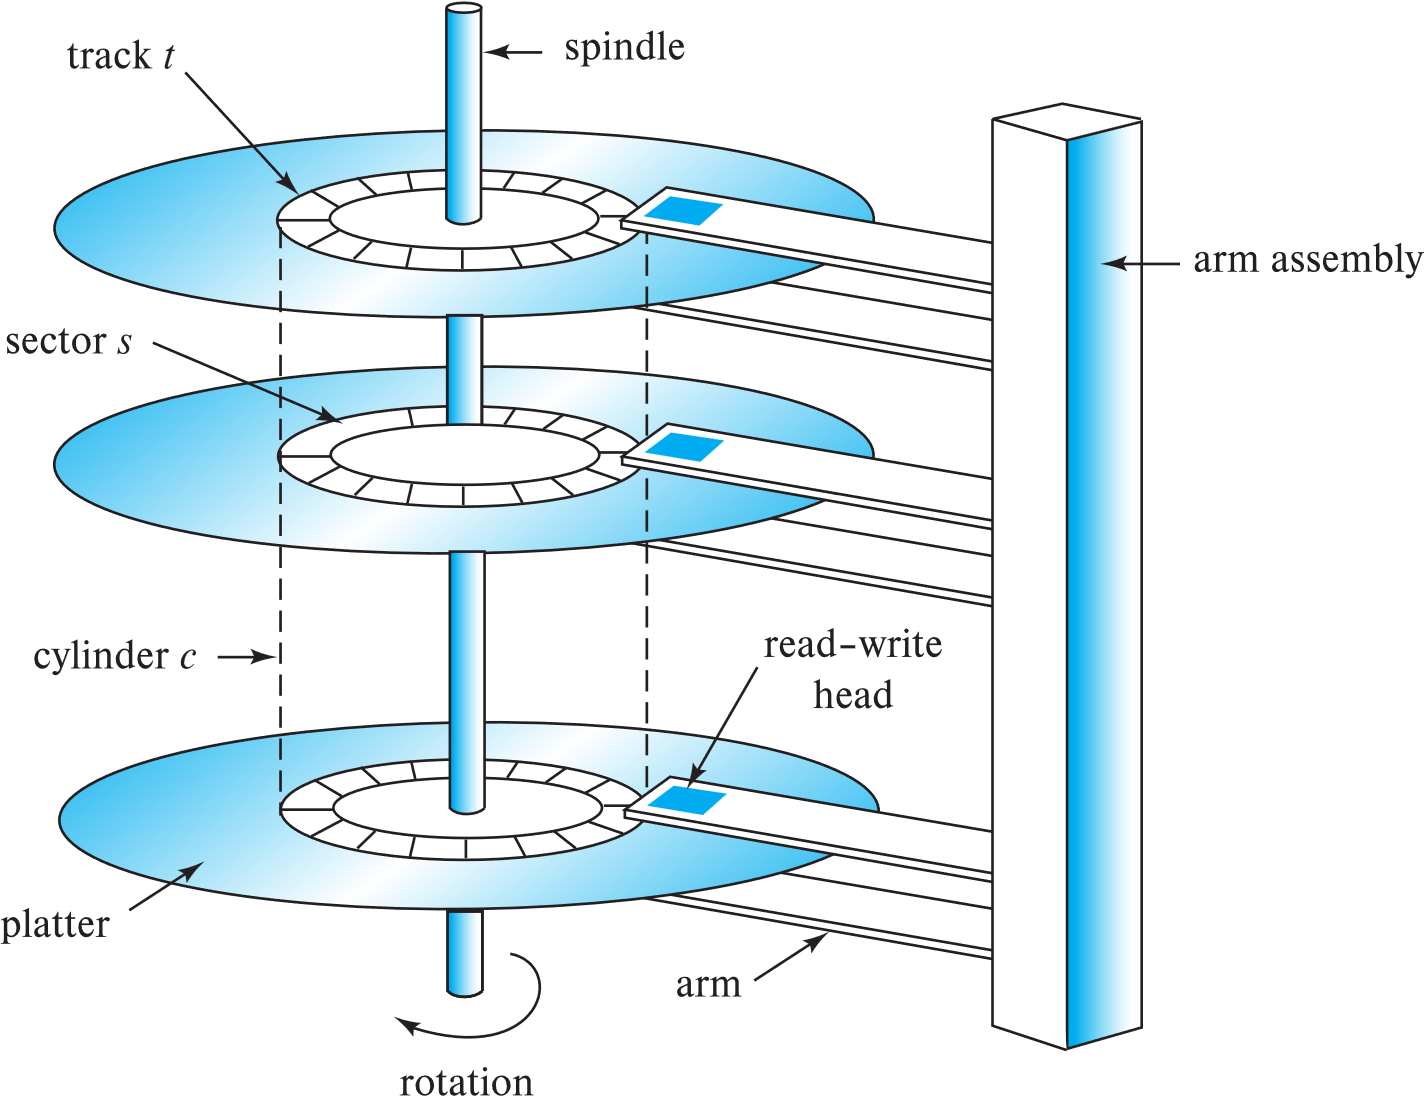 spindle
track t
arm assembly
sector s
read-write
head
cylinder c
platter
arm
rotation